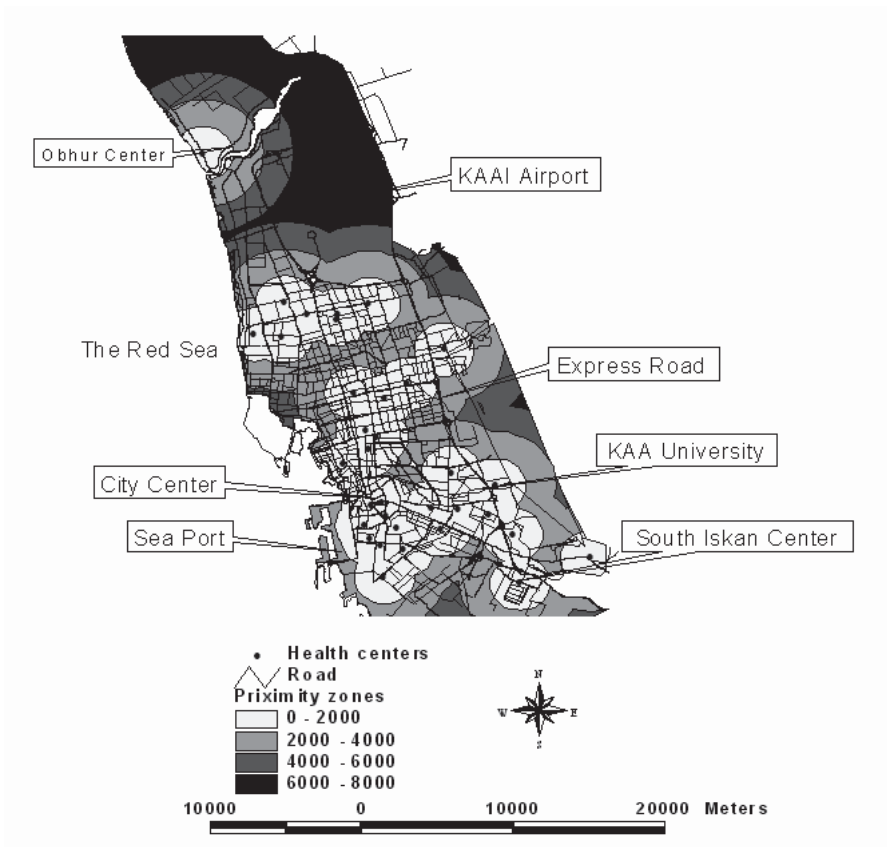 Obhur Center
KAAI Airport
The Red Sea
Express Road
KAA University
City Center
Sea Port
South Iskan Center
Health centers
Road
Priximity zones
0 - 2000
2000 - 4000
4000 - 6000
6000 - 8000
N
W E
S
10000 0 10000 20000 Meters